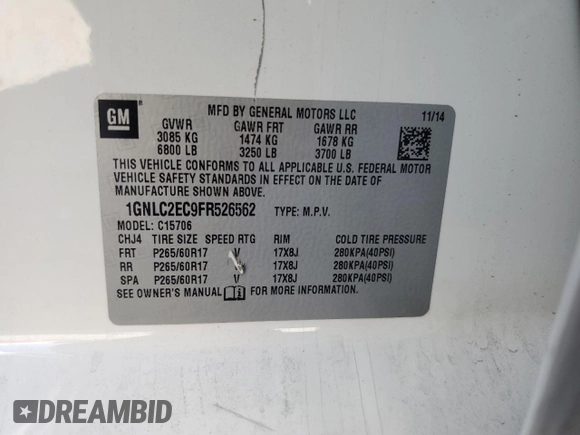 GM
MFD BY GENERAL MOTORS LLC
11/14
GVWR GAWR FRT GAWR RR
3085 KG 1474 KG 1678 KG
6800 LB 3250 LB 3700 LB
THIS VEHICLE CONFORMS TO ALL APPLICABLE U.S. FEDERAL MOTOR
VEHICLE SAFETY STANDARDS IN EFFECT ON THE DATE OF
MANUFACTURE SHOWN ABOVE.
1GNLC2EC9FR526562 TYPE: M.P.V.
MODEL: C15706
CHJ4 TIRE SIZE SPEED RTG RIM COLD TIRE PRESSURE
FRT P265/60R17 V 17X8J 280KPA(40PSI)
RR P265/60R17 17X8J 280KPA(40PSI)
SPA P265/60R17 V 17X8J 280KPA(40PSI)
SEE OWNER'S MANUAL FOR MORE INFORMATION.
DREAMBID